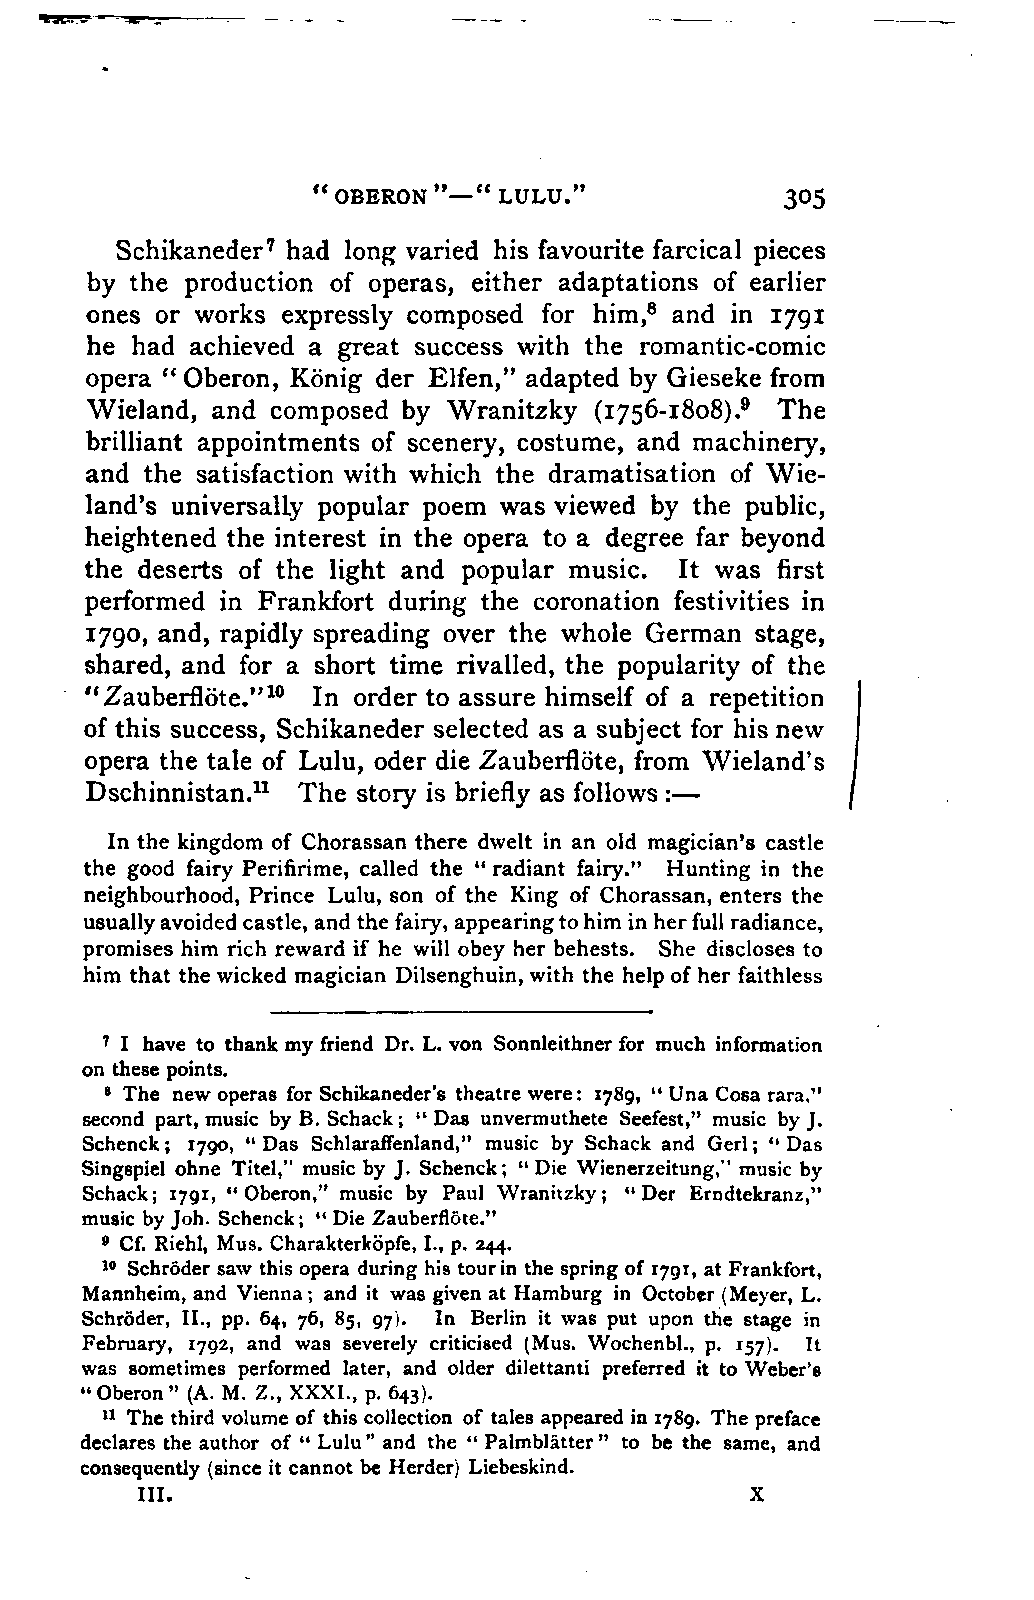 “ OBERON ”—“ LULU.” 305
Schikaneder⁷ had long varied his favourite farcical pieces
by the production of operas, either adaptations of earlier
ones or works expressly composed for him,⁸ and in 1791
he had achieved a great success with the romantic-comic
opera “ Oberon, König der Elfen,” adapted by Gieseke from
Wieland, and composed by Wranitzky (1756-1808).⁹ The
brilliant appointments of scenery, costume, and machinery,
and the satisfaction with which the dramatisation of Wie-
land’s universally popular poem was viewed by the public,
heightened the interest in the opera to a degree far beyond
the deserts of the light and popular music. It was first
performed in Frankfort during the coronation festivities in
1790, and, rapidly spreading over the whole German stage,
shared, and for a short time rivalled, the popularity of the
“Zauberflöte.”¹⁰ In order to assure himself of a repetition
of this success, Schikaneder selected as a subject for his new
opera the tale of Lulu, oder die Zauberflöte, from Wieland’s
Dschinnistan.¹¹ The story is briefly as follows :—
In the kingdom of Chorassan there dwelt in an old magician’s castle
the good fairy Perifirime, called the “ radiant fairy.” Hunting in the
neighbourhood, Prince Lulu, son of the King of Chorassan, enters the
usually avoided castle, and the fairy, appearing to him in her full radiance,
promises him rich reward if he will obey her behests. She discloses to
him that the wicked magician Dilsenghuin, with the help of her faithless
⁷ I have to thank my friend Dr. L. von Sonnleithner for much information
on these points.
⁸ The new operas for Schikaneder’s theatre were: 1789, “ Una Cosa rara,”
second part, music by B. Schack; “ Das unvermuthete Seefest,” music by J.
Schenck; 1790, “ Das Schlaraffenland,” music by Schack and Gerl; “ Das
Singspiel ohne Titel,” music by J. Schenck; “ Die Wienerzeitung,” music by
Schack; 1791, “ Oberon,” music by Paul Wranitzky; “ Der Erndtekranz,”
music by Joh. Schenck; “ Die Zauberflöte.”
⁹ Cf. Riehl, Mus. Charakterköpfe, I., p. 244.
¹⁰ Schröder saw this opera during his tour in the spring of 1791, at Frankfort,
Mannheim, and Vienna; and it was given at Hamburg in October (Meyer, L.
Schröder, II., pp. 64, 76, 85, 97). In Berlin it was put upon the stage in
February, 1792, and was severely criticised (Mus. Wochenbl., p. 157). It
was sometimes performed later, and older dilettanti preferred it to Weber’s
“ Oberon ” (A. M. Z., XXXI., p. 643).
¹¹ The third volume of this collection of tales appeared in 1789. The preface
declares the author of “ Lulu ” and the “ Palmblätter ” to be the same, and
consequently (since it cannot be Herder) Liebeskind.
III. X